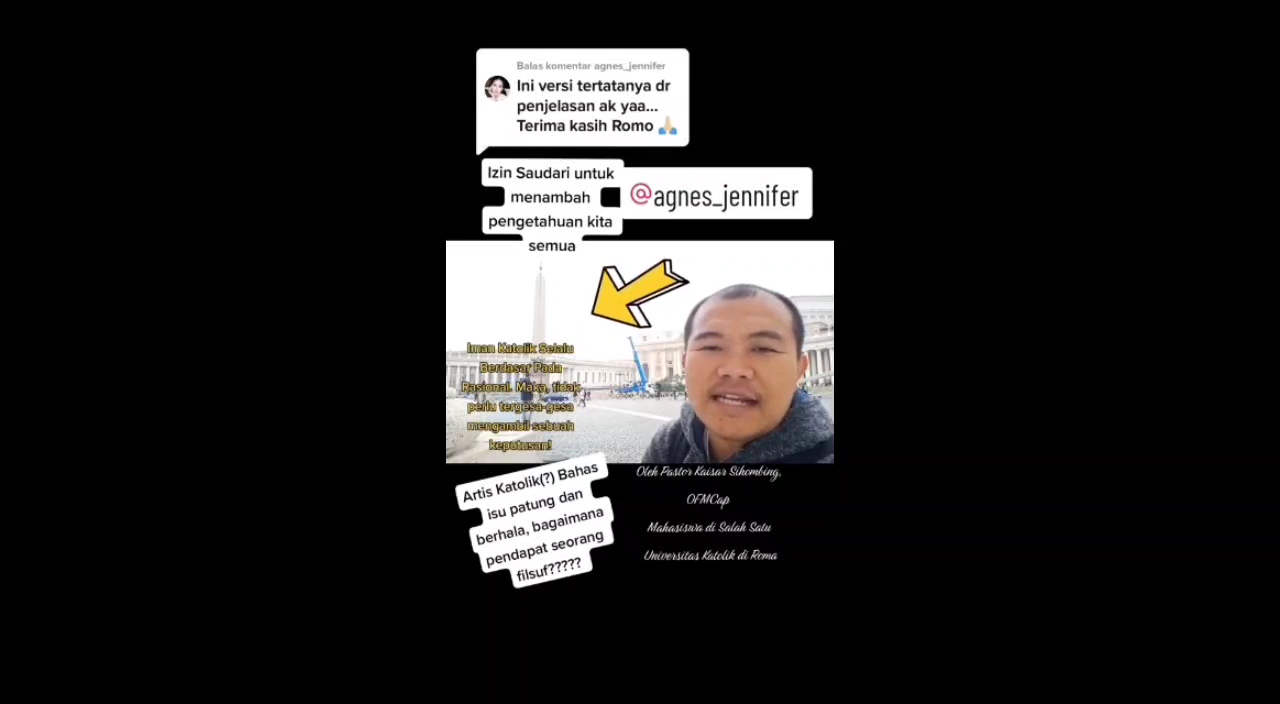 Balas komentar agnes_jennifer
Ini versi tertatanya dr
penjelasan ak yaa...
Terima kasih Romo 🙏🏼
Izin Saudari untuk
menambah
pengetahuan kita
semua
@agnes_jennifer
Iman Katolik Selalu
Berdasar Pada
Rasional. Maka, tidak
perlu tergesa-gesa
mengambil sebuah
keputusan!
Artis Katolik(?) Bahas
isu patung dan
berhala, bagaimana
pendapat seorang
filsuf?????
Oleh Pastor Kaisar Sihombing,
OFMCap
Mahasiswa di Salah Satu
Universitas Katolik di Roma